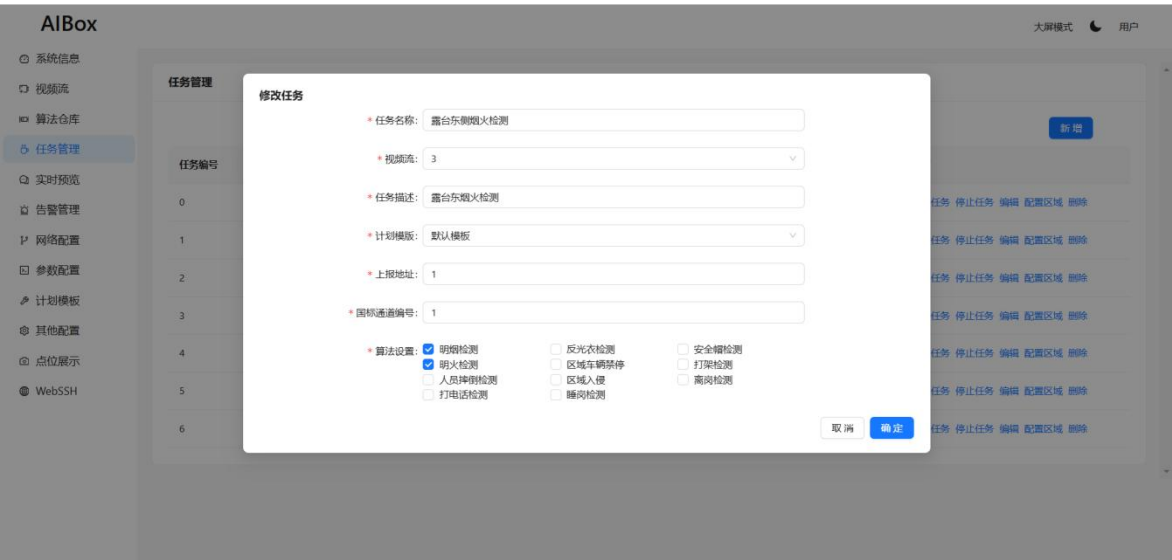 AIBox
大屏模式 用户
系统信息
视频流
算法仓库
任务管理
实时预览
告警管理
网络配置
参数配置
计划模板
其他配置
点位展示
WebSSH
任务管理
新增
任务编号
0
任务 停止任务 编辑 配置区域 删除
1
任务 停止任务 编辑 配置区域 删除
2
任务 停止任务 编辑 配置区域 删除
3
任务 停止任务 编辑 配置区域 删除
4
任务 停止任务 编辑 配置区域 删除
5
任务 停止任务 编辑 配置区域 删除
6
任务 停止任务 编辑 配置区域 删除
修改任务
* 任务名称: 露台东侧烟火检测
* 视频流: 3
* 任务描述: 露台东烟火检测
* 计划模版: 默认模板
* 上报地址: 1
* 国标通道编号: 1
* 算法设置: 明烟检测 反光衣检测 安全帽检测
明火检测 区域车辆禁停 打架检测
人员摔倒检测 区域入侵 离岗检测
打电话检测 睡岗检测
取消 确定